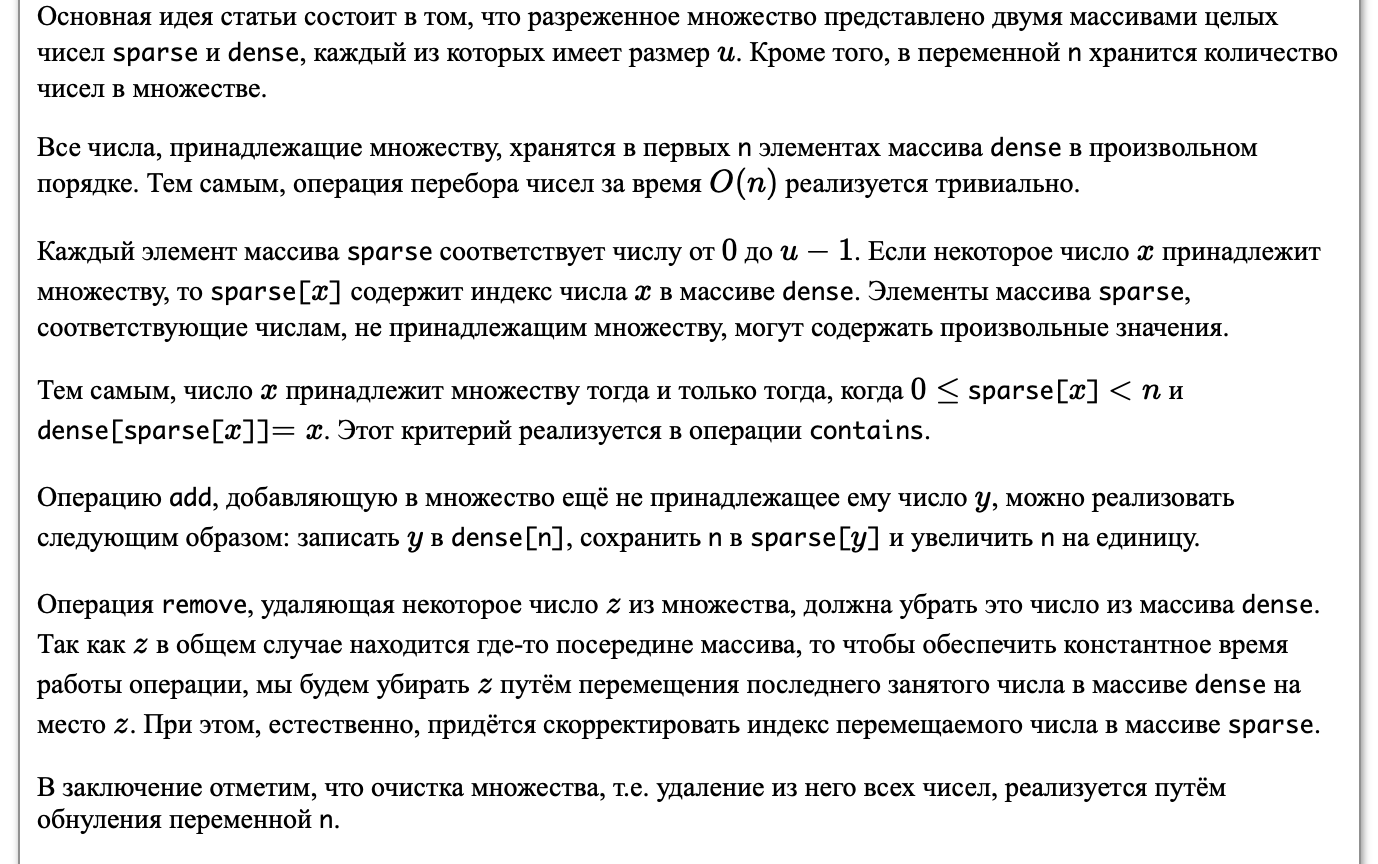 Основная идея статьи состоит в том, что разреженное множество представлено двумя массивами целых
чисел sparse и dense, каждый из которых имеет размер u. Кроме того, в переменной n хранится количество
чисел в множестве.
Все числа, принадлежащие множеству, хранятся в первых n элементах массива dense в произвольном
порядке. Тем самым, операция перебора чисел за время O(n) реализуется тривиально.
Каждый элемент массива sparse соответствует числу от 0 до u − 1. Если некоторое число x принадлежит
множеству, то sparse[x] содержит индекс числа x в массиве dense. Элементы массива sparse,
соответствующие числам, не принадлежащим множеству, могут содержать произвольные значения.
Тем самым, число x принадлежит множеству тогда и только тогда, когда 0 ≤ sparse[x] < n и
dense[sparse[x]]= x. Этот критерий реализуется в операции contains.
Операцию add, добавляющую в множество ещё не принадлежащее ему число y, можно реализовать
следующим образом: записать y в dense[n], сохранить n в sparse[y] и увеличить n на единицу.
Операция remove, удаляющая некоторое число z из множества, должна убрать это число из массива dense.
Так как z в общем случае находится где-то посередине массива, то чтобы обеспечить константное время
работы операции, мы будем убирать z путём перемещения последнего занятого числа в массиве dense на
место z. При этом, естественно, придётся скорректировать индекс перемещаемого числа в массиве sparse.
В заключение отметим, что очистка множества, т.е. удаление из него всех чисел, реализуется путём
обнуления переменной n.